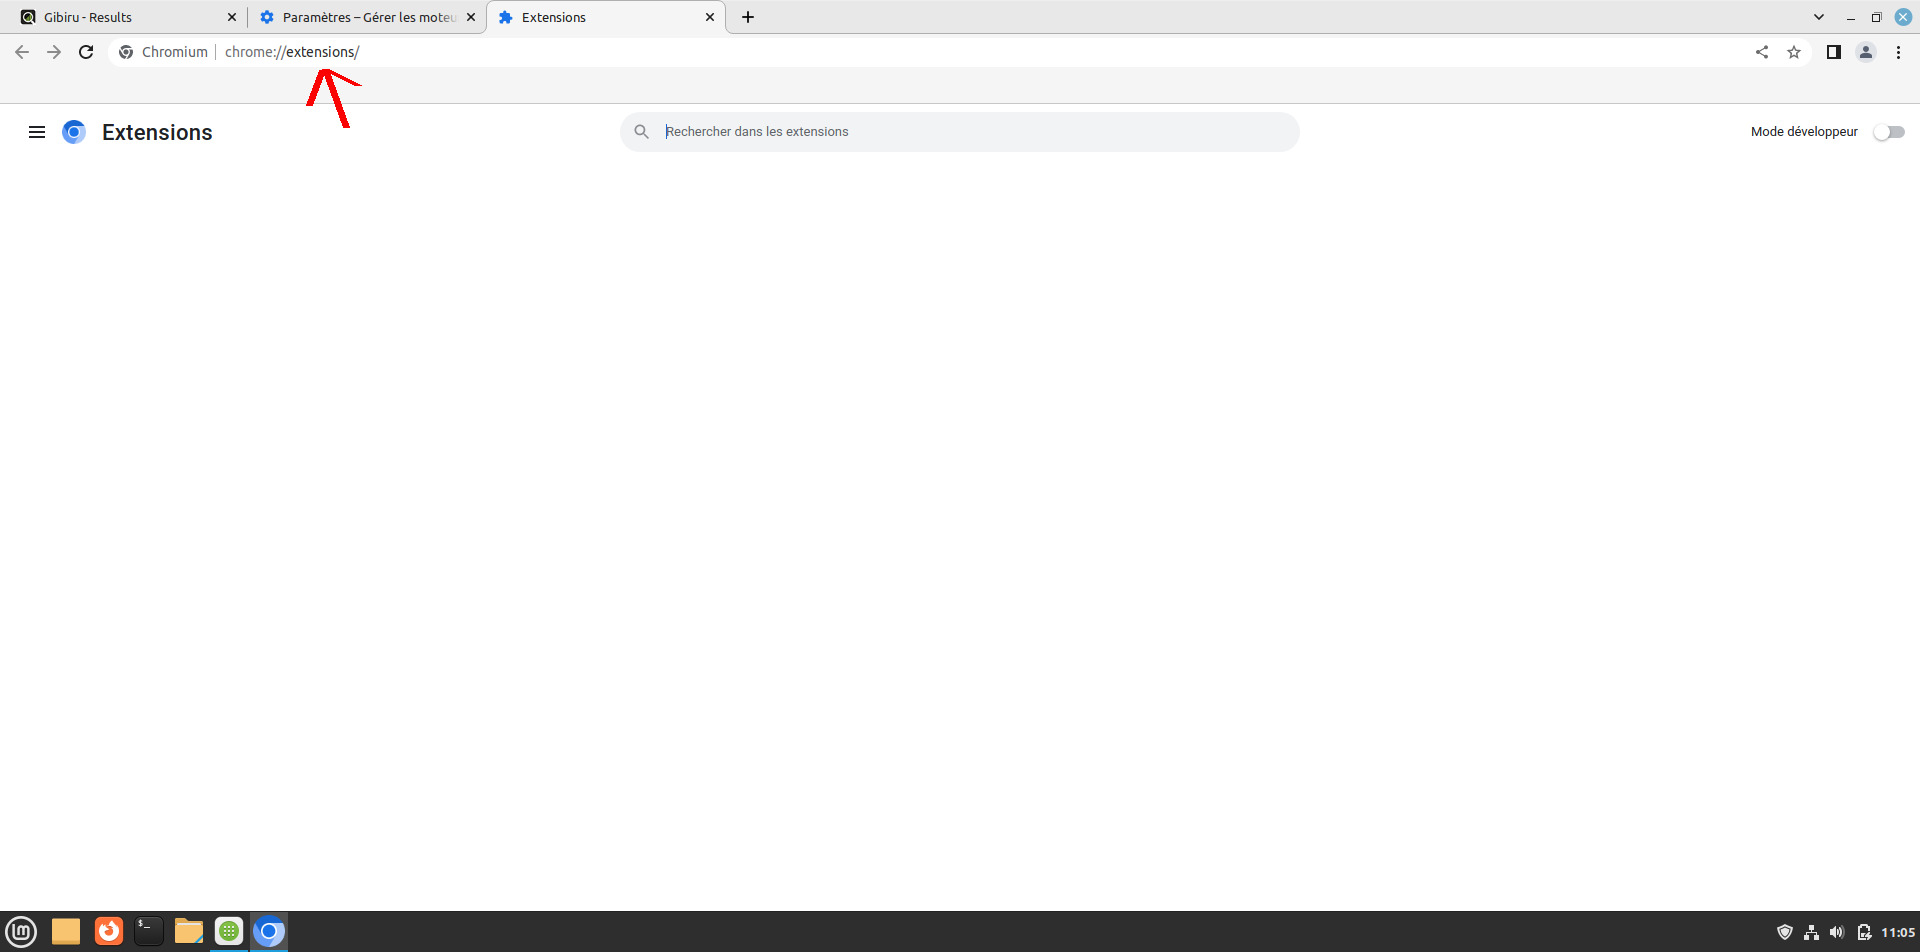 Gibiru - Results
Paramètres – Gérer les moteu
Extensions
Chromium | chrome://extensions/
Extensions
Rechercher dans les extensions
Mode développeur
$_
lm
11:05